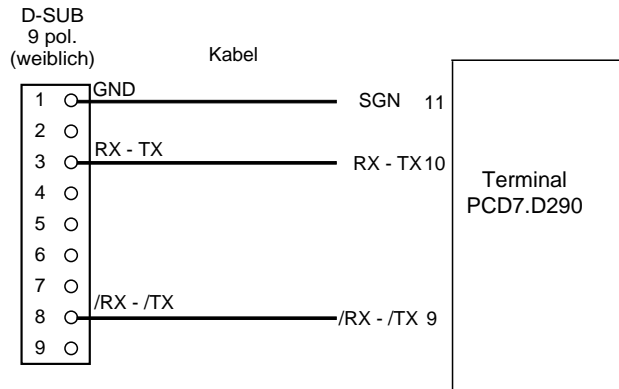 D-SUB
9 pol.
(weiblich)
Kabel
1 GND SGN 11
2
3 RX - TX RX - TX 10
4
5
6
7
8 /RX - /TX /RX - /TX 9
9
Terminal
PCD7.D290